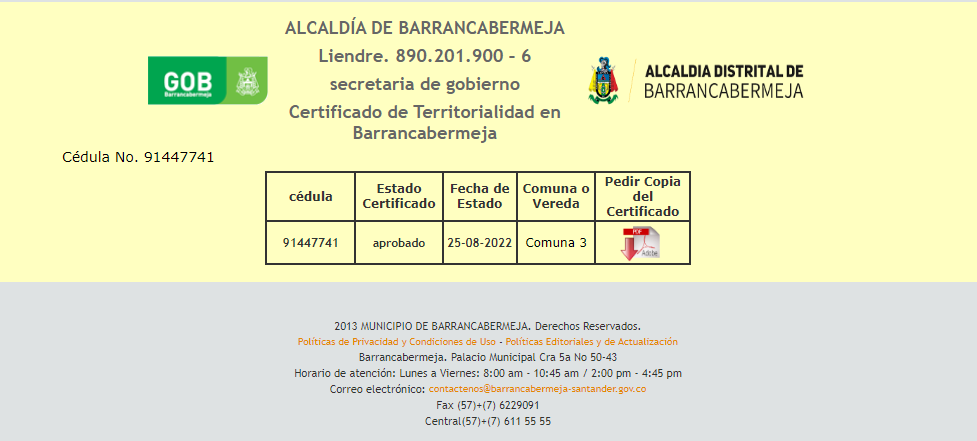 ALCALDÍA DE BARRANCABERMEJA
Liendre. 890.201.900 - 6
secretaria de gobierno
Certificado de Territorialidad en
Barrancabermeja
GOB
Barrancabermeja
ALCALDIA DISTRITAL DE
BARRANCABERMEJA
Cédula No. 91447741
cédula
Estado
Certificado
Fecha de
Estado
Comuna o
Vereda
Pedir Copia
del
Certificado
91447741
aprobado
25-08-2022
Comuna 3
PDF
Adobe
2013 MUNICIPIO DE BARRANCABERMEJA. Derechos Reservados.
Políticas de Privacidad y Condiciones de Uso - Políticas Editoriales y de Actualización
Barrancabermeja. Palacio Municipal Cra 5a No 50-43
Horario de atención: Lunes a Viernes: 8:00 am - 10:45 am / 2:00 pm - 4:45 pm
Correo electrónico: contactenos@barrancabermeja-santander.gov.co
Fax (57)+(7) 6229091
Central(57)+(7) 611 55 55